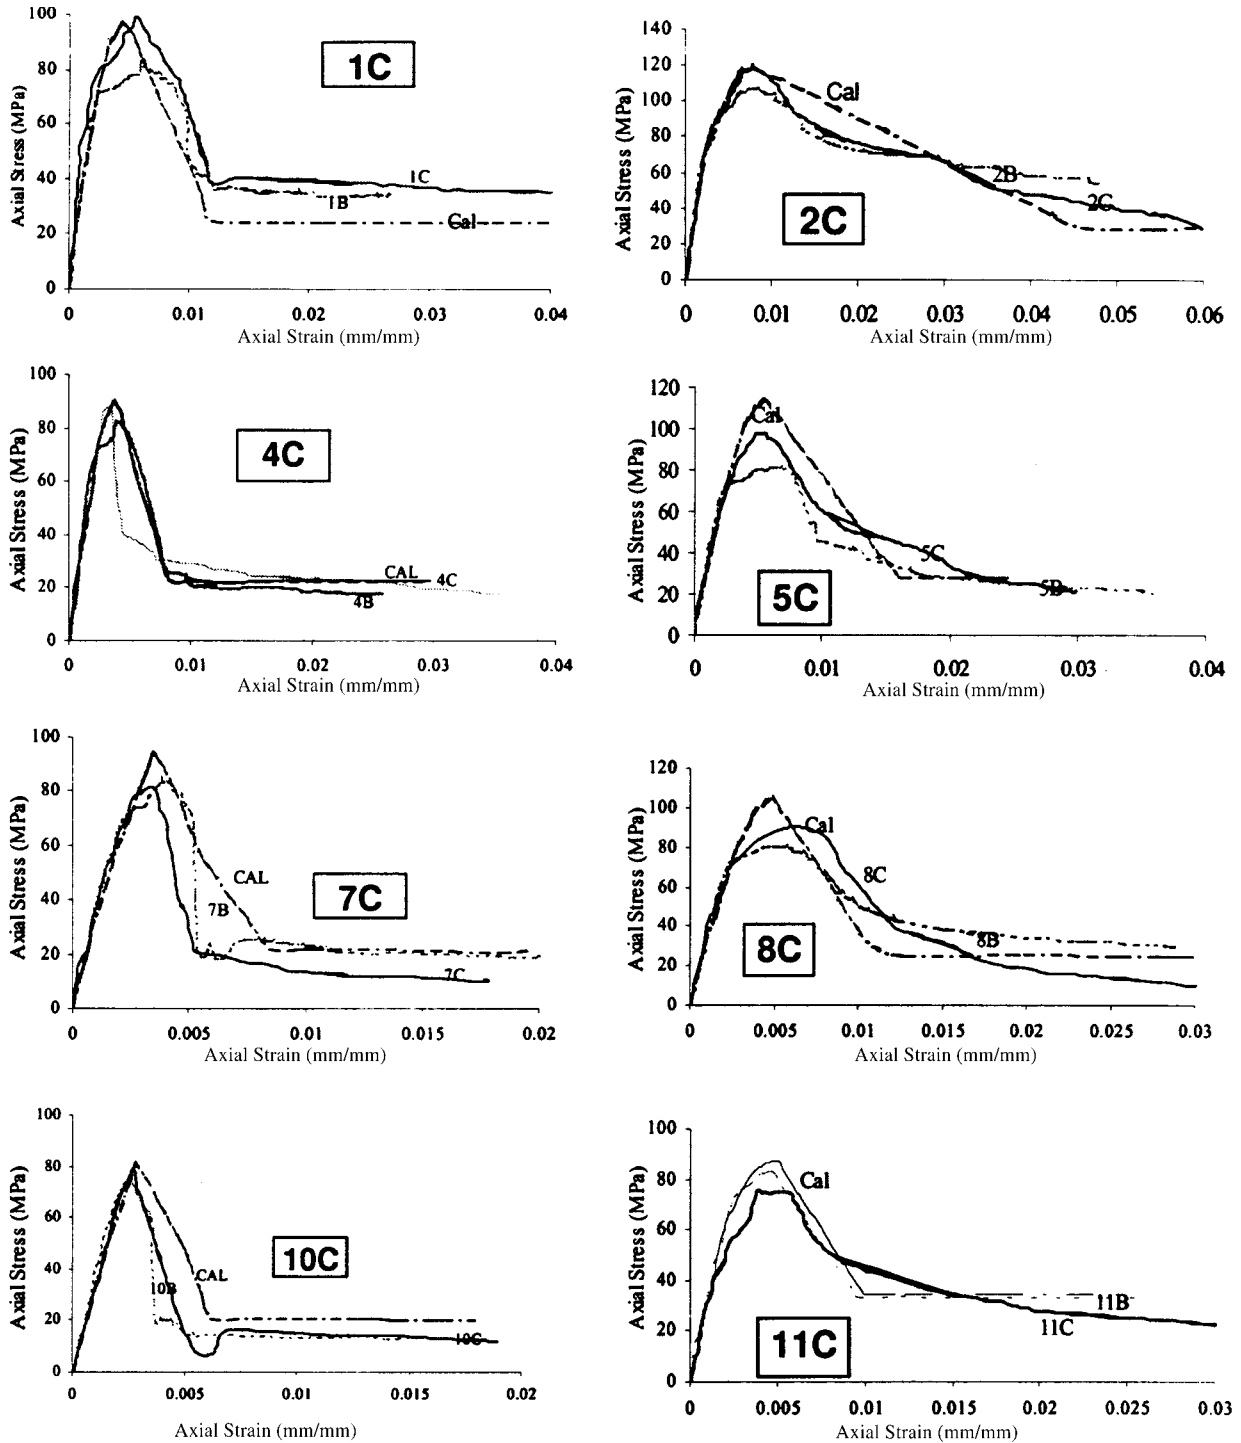 100
80
60
40
20
0
Axial Stress (MPa)
1C
1C
1B
Cal
0 0.01 0.02 0.03 0.04
Axial Strain (mm/mm)
140
120
100
80
60
40
20
0
Axial Stress (MPa)
Cal
2B
2C
2C
0 0.01 0.02 0.03 0.04 0.05 0.06
Axial Strain (mm/mm)
100
80
60
40
20
0
Axial Stress (MPa)
4C
CAL 4C
4B
0 0.01 0.02 0.03 0.04
Axial Strain (mm/mm)
120
100
80
60
40
20
0
Axial Stress (MPa)
Cal
5C
5C
5B
0 0.01 0.02 0.03 0.04
Axial Strain (mm/mm)
100
80
60
40
20
0
Axial Stress (MPa)
CAL
7B
7C
7C
0 0.005 0.01 0.015 0.02
Axial Strain (mm/mm)
120
100
80
60
40
20
0
Axial Stress (MPa)
Cal
8C
8B
8C
0 0.005 0.01 0.015 0.02 0.025 0.03
Axial Strain (mm/mm)
100
80
60
40
20
0
Axial Stress (MPa)
10C
10B CAL
10C
0 0.005 0.01 0.015 0.02
Axial Strain (mm/mm)
100
80
60
40
20
0
Axial Stress (MPa)
Cal
11B
11C
11C
0 0.005 0.01 0.015 0.02 0.025 0.03
Axial Strain (mm/mm)